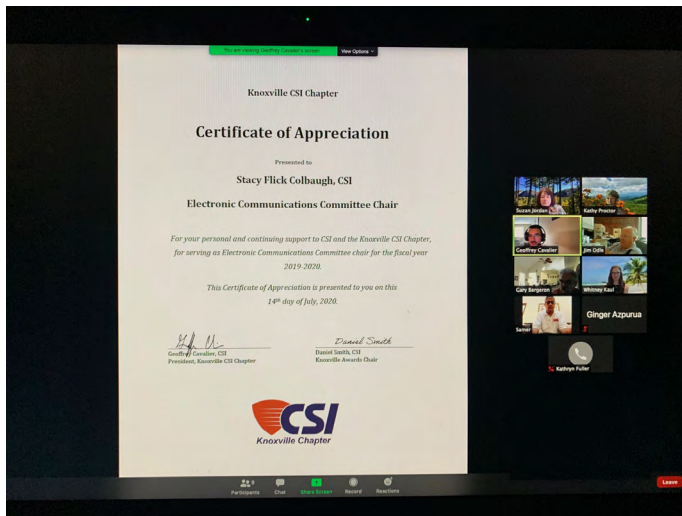 You are viewing Geoffrey Cavalier's screen
View Options
Knoxville CSI Chapter
Certificate of Appreciation
Presented to
Stacy Flick Colbaugh, CSI
Electronic Communications Committee Chair
For your personal and continuing support to CSI and the Knoxville CSI Chapter,
for serving as Electronic Communications Committee chair for the fiscal year
2019-2020.
This Certificate of Appreciation is presented to you on this
14th day of July, 2020.
Daniel Smith
Geoffrey Cavalier, CSI
President, Knoxville CSI Chapter
Daniel Smith, CSI
Knoxville Awards Chair
CSI
Knoxville Chapter
Suzan Jordan
Kathy Proctor
Geoffrey Cavalier
Jim Odle
Gary Bergeron
Whitney Kaul
Samer
Ginger Azpurua
Kathryn Fuller
Participants
Chat
Share Screen
Record
Reactions
Leave